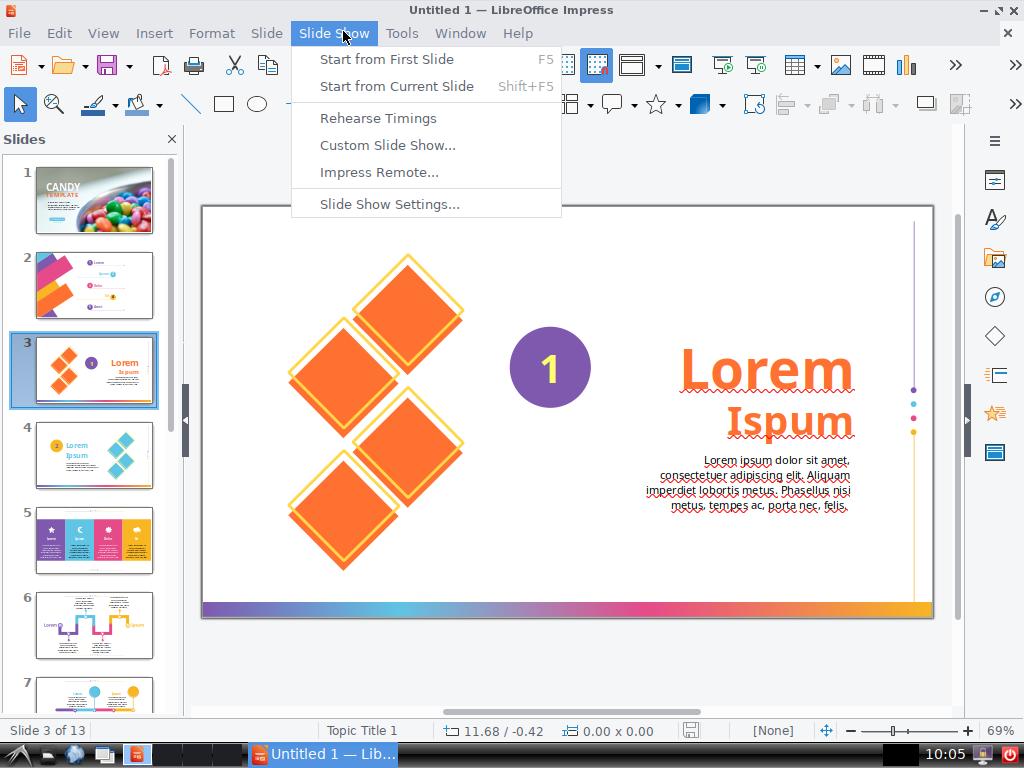 Untitled 1 — LibreOffice Impress
File Edit View Insert Format Slide Slide Show Tools Window Help
Start from First Slide F5
Start from Current Slide Shift+F5
Rehearse Timings
Custom Slide Show...
Impress Remote...
Slide Show Settings...
Slides
1
CANDY
TEMPLATE
2
3
Lorem
Ispum
1
4
Lorem
Ipsum
2
5
6
7
1
Lorem
Ispum
Lorem ipsum dolor sit amet,
consectetuer adipiscing elit. Aliquam
imperdiet lobortis metus. Phasellus nisi
metus, tempes ac, porta nec, felis.
Slide 3 of 13
Topic Title 1
11.68 / -0.42
0.00 x 0.00
[None]
69%
Untitled 1 — Lib...
10:05